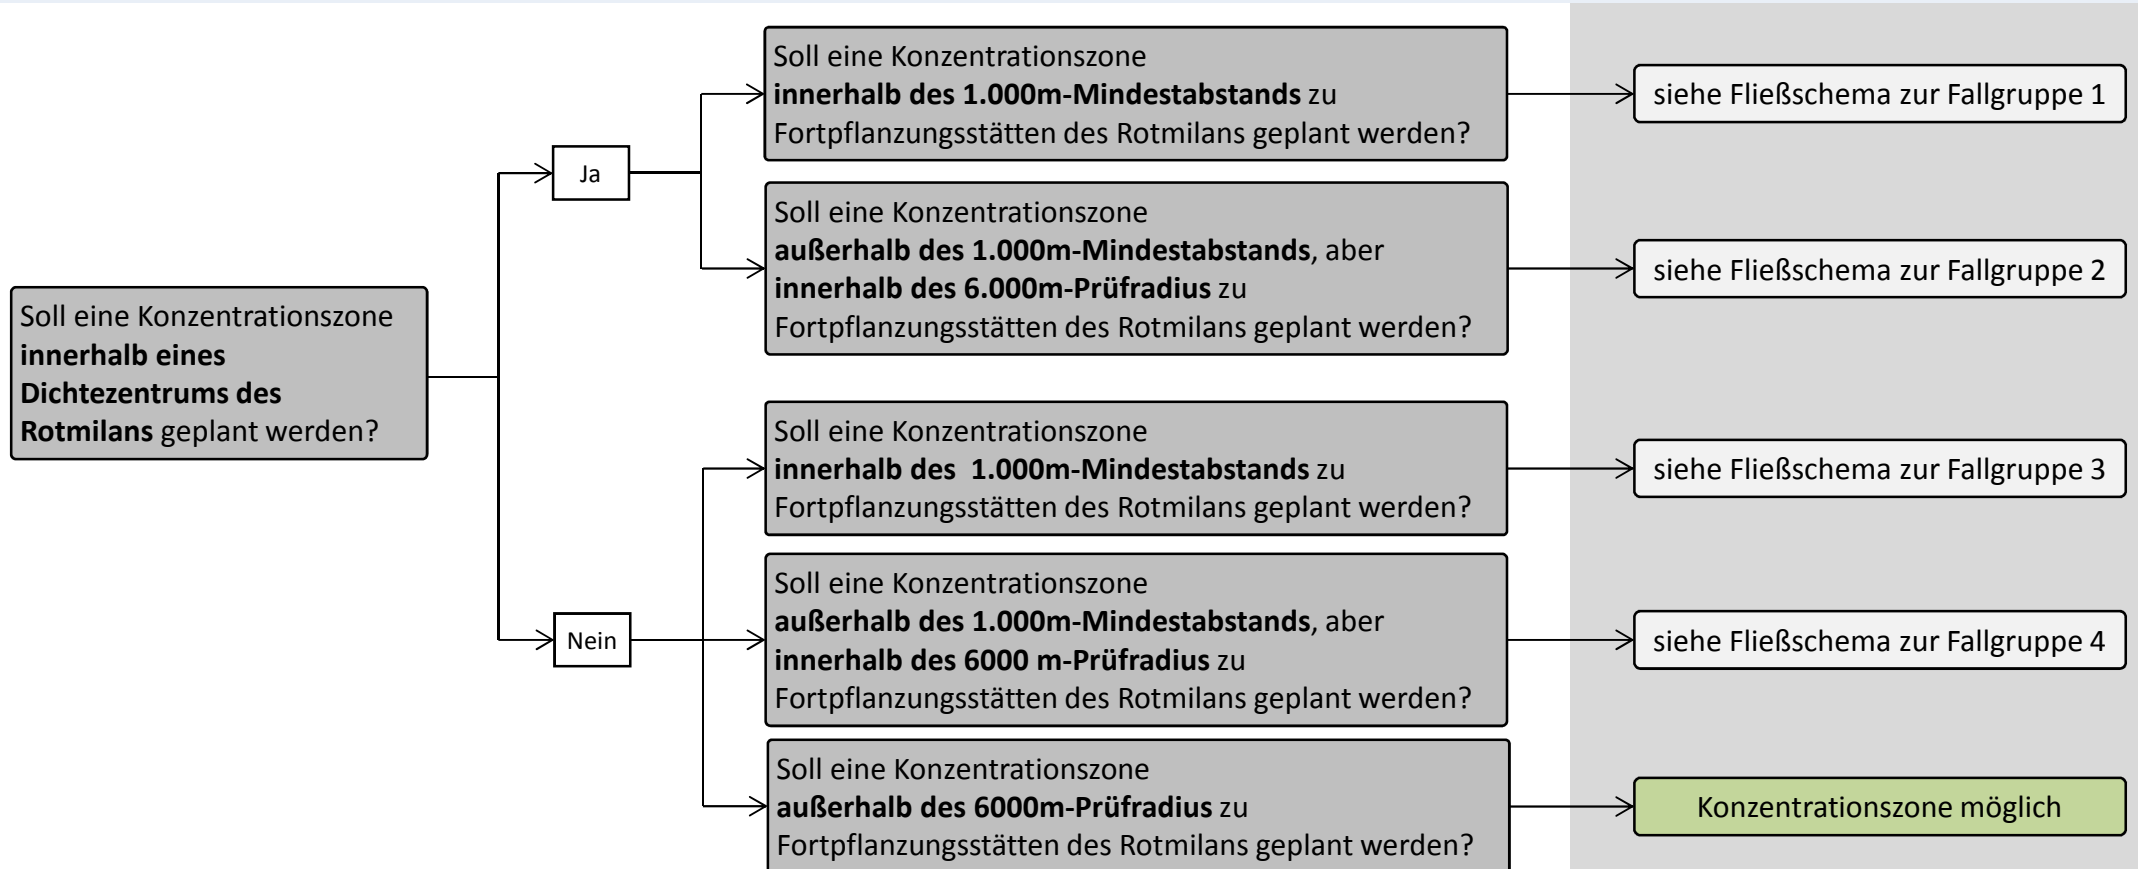 Soll eine Konzentrationszone
innerhalb eines
Dichtezentrums des
Rotmilans geplant werden?
Ja
Soll eine Konzentrationszone
innerhalb des 1.000m-Mindestabstands zu
Fortpflanzungsstätten des Rotmilans geplant werden?
siehe Fließschema zur Fallgruppe 1
Soll eine Konzentrationszone
außerhalb des 1.000m-Mindestabstands, aber
innerhalb des 6.000m-Prüfradius zu
Fortpflanzungsstätten des Rotmilans geplant werden?
siehe Fließschema zur Fallgruppe 2
Nein
Soll eine Konzentrationszone
innerhalb des  1.000m-Mindestabstands zu
Fortpflanzungsstätten des Rotmilans geplant werden?
siehe Fließschema zur Fallgruppe 3
Soll eine Konzentrationszone
außerhalb des 1.000m-Mindestabstands, aber
innerhalb des 6000 m-Prüfradius zu
Fortpflanzungsstätten des Rotmilans geplant werden?
siehe Fließschema zur Fallgruppe 4
Soll eine Konzentrationszone
außerhalb des 6000m-Prüfradius zu
Fortpflanzungsstätten des Rotmilans geplant werden?
Konzentrationszone möglich